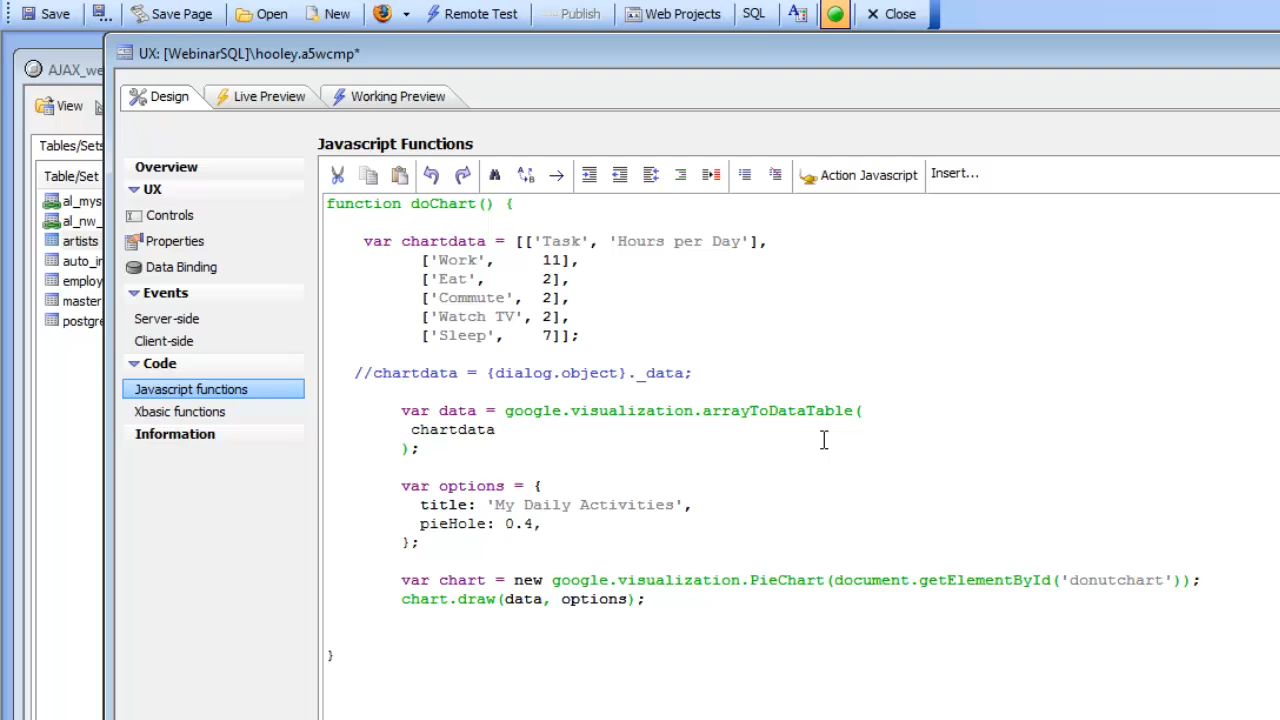 Save Save Page Open New Remote Test Publish Web Projects SQL A Close
UX: [WebinarSQL]\hooley.a5wcmp*
AJAX_we
View
Design Live Preview Working Preview
Tables/Sets
Table/Set
al_mys
al_nw_
artists
auto_in
employ
master
postgre
Overview
UX
Controls
Properties
Data Binding
Events
Server-side
Client-side
Code
Javascript functions
Xbasic functions
Information
Javascript Functions
Action Javascript Insert...
function doChart() {
var chartdata = [['Task', 'Hours per Day'],
['Work', 11],
['Eat', 2],
['Commute', 2],
['Watch TV', 2],
['Sleep', 7]];
//chartdata = {dialog.object}._data;
var data = google.visualization.arrayToDataTable(
chartdata
);
var options = {
title: 'My Daily Activities',
pieHole: 0.4,
};
var chart = new google.visualization.PieChart(document.getElementById('donutchart'));
chart.draw(data, options);
}